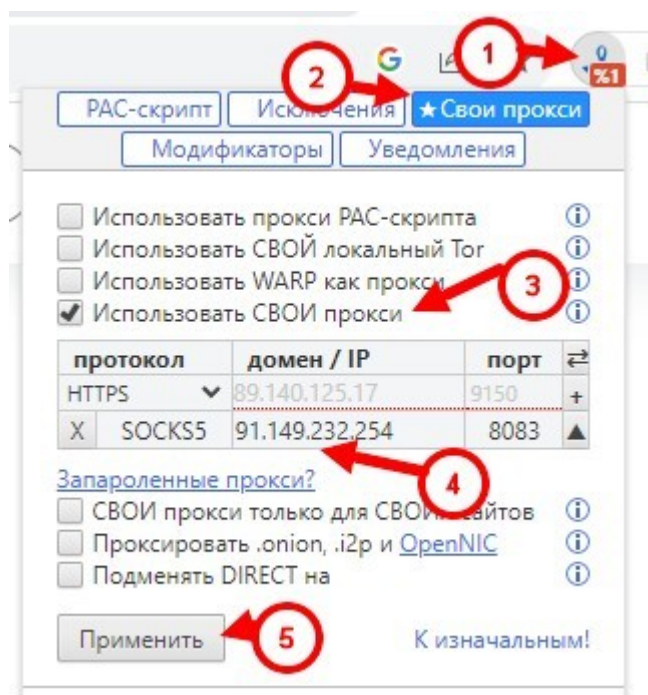 1
%1
2
PAC-скрипт Исключения ★Свои прокси
Модификаторы Уведомления
Использовать прокси PAC-скрипта
Использовать СВОЙ локальный Tor
Использовать WARP как прокси
3
Использовать СВОИ прокси
протокол домен / IP порт ⇄
HTTPS 89.140.125.17 9150 +
X SOCKS5 91.149.232.254 8083 ▲
4
Запароленные прокси?
СВОИ прокси только для СВОИХ сайтов
Проксировать .onion, .i2p и OpenNIC
Подменять DIRECT на
Применить 5 К изначальным!